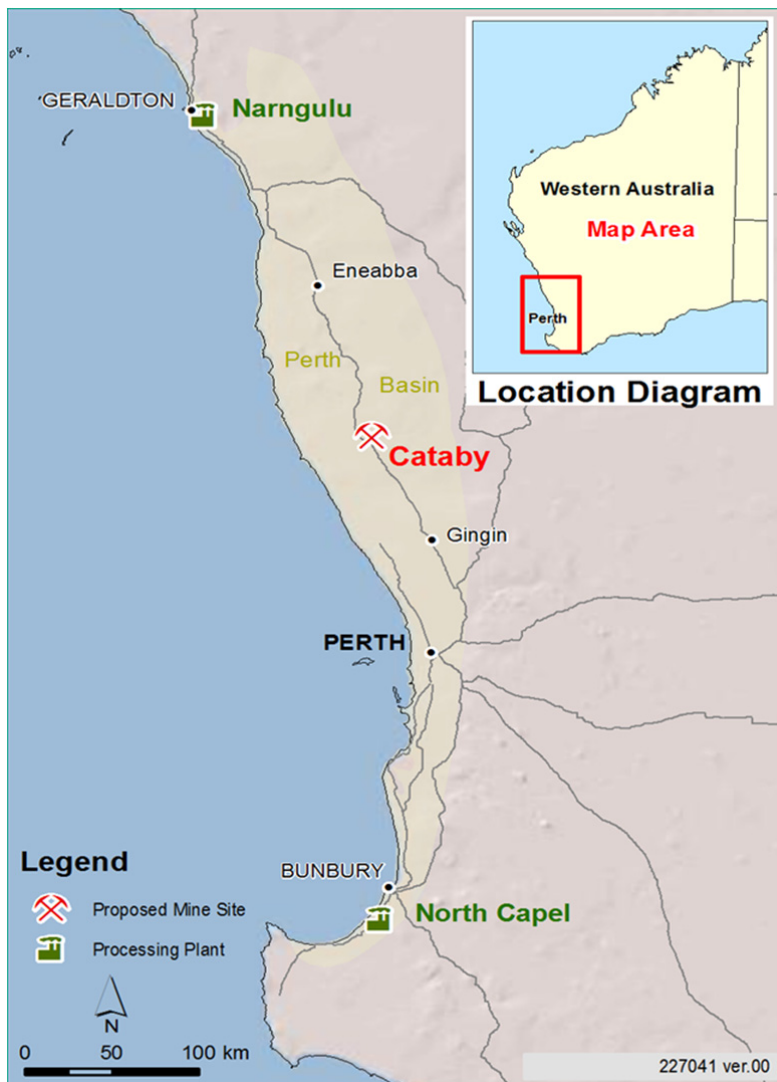 GERALDTON
Narngulu
Eneabba
Perth
Basin
Cataby
Gingin
PERTH
BUNBURY
North Capel
Western Australia
Map Area
Perth
Location Diagram
Legend
Proposed Mine Site
Processing Plant
N
0 50 100 km
227041 ver.00